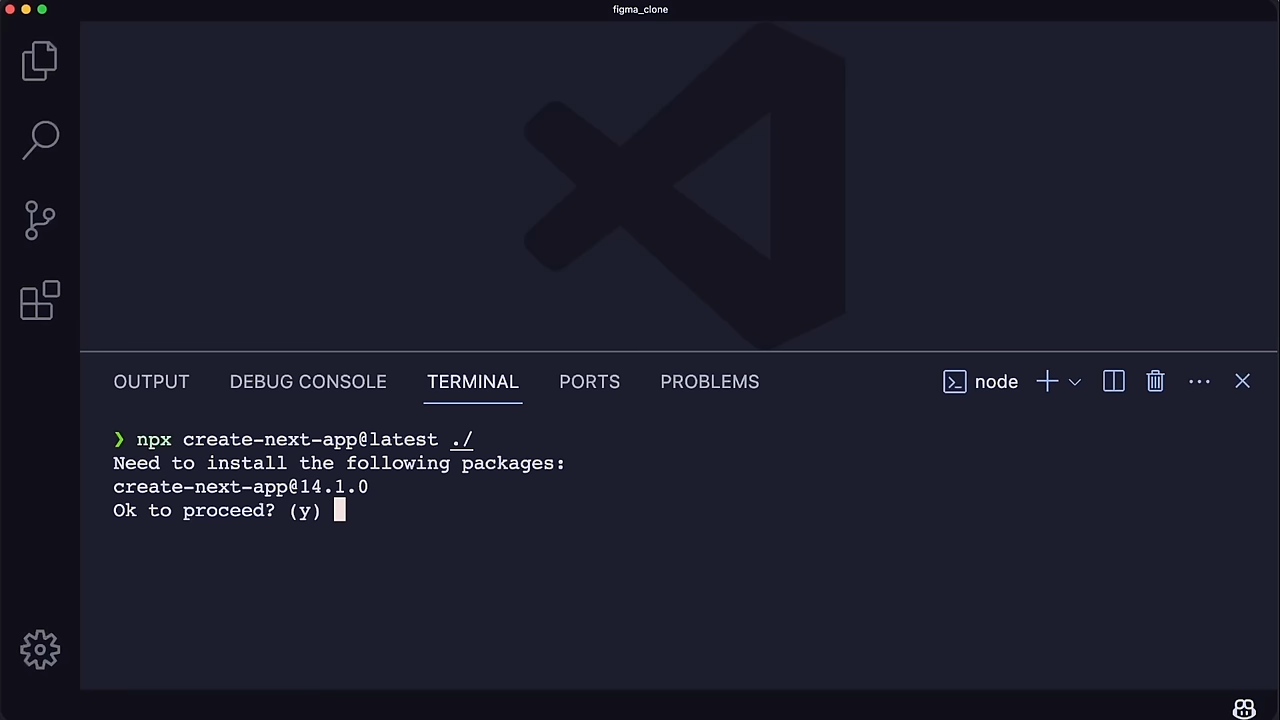 figma_clone
OUTPUT DEBUG CONSOLE TERMINAL PORTS PROBLEMS node
❯ npx create-next-app@latest ./
Need to install the following packages:
create-next-app@14.1.0
Ok to proceed? (y)